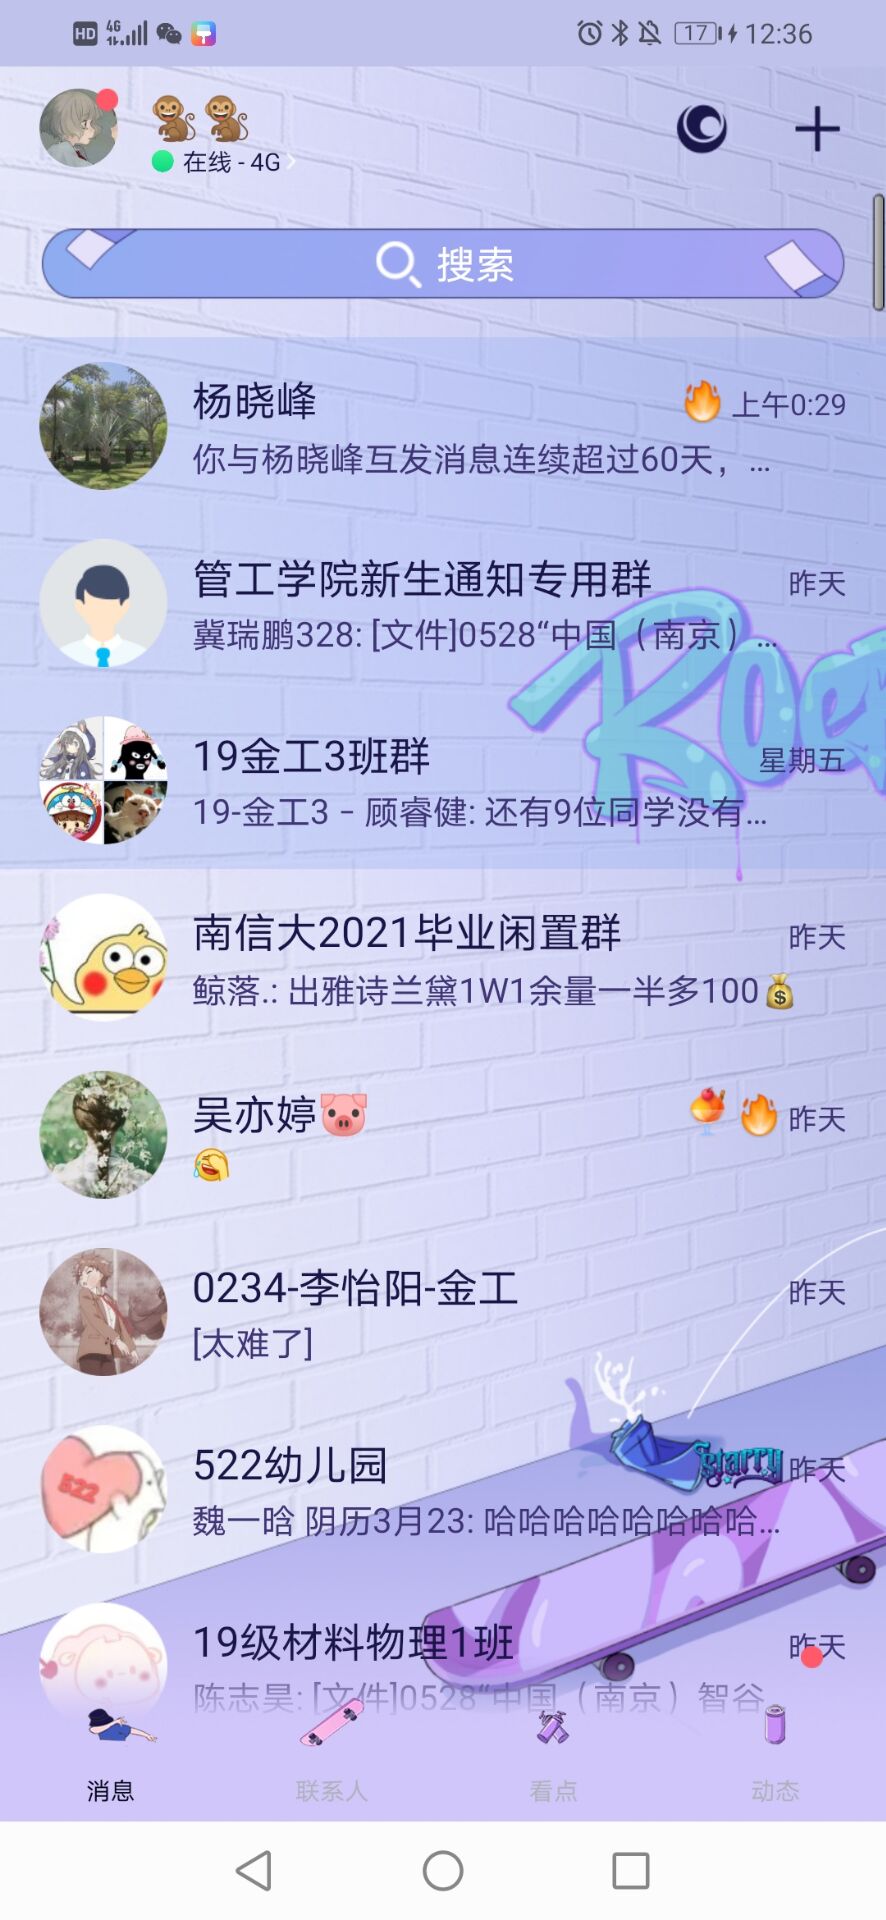 HD 4G 17 12:36
🐒🐒
在线 - 4G
搜索
杨晓峰 🔥 上午0:29
你与杨晓峰互发消息连续超过60天，...
管工学院新生通知专用群 昨天
冀瑞鹏328: [文件]0528“中国（南京）...
19金工3班群 星期五
19-金工3 - 顾睿健: 还有9位同学没有...
南信大2021毕业闲置群 昨天
鲸落.: 出雅诗兰黛1W1余量一半多100💰
吴亦婷🐷 🍧🔥 昨天
🤣
0234-李怡阳-金工 昨天
[太难了]
522
522幼儿园 昨天
starry
魏一晗 阴历3月23: 哈哈哈哈哈哈哈哈...
19级材料物理1班 昨天
陈志昊: [文件]0528“中国（南京）智谷
消息 联系人 看点 动态